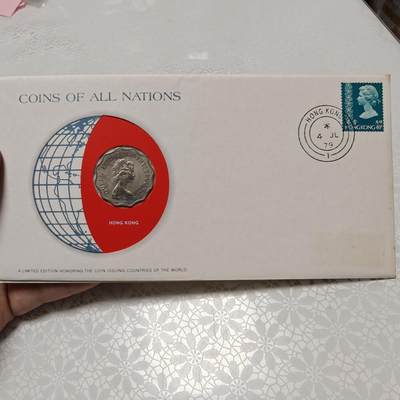 COINS OF ALL NATIONS
HONG KONG
HONG KONG
*
4 JL
79
1
HONG KONG
A LIMITED EDITION HONORING THE COIN ISSUING COUNTRIES OF THE WORLD